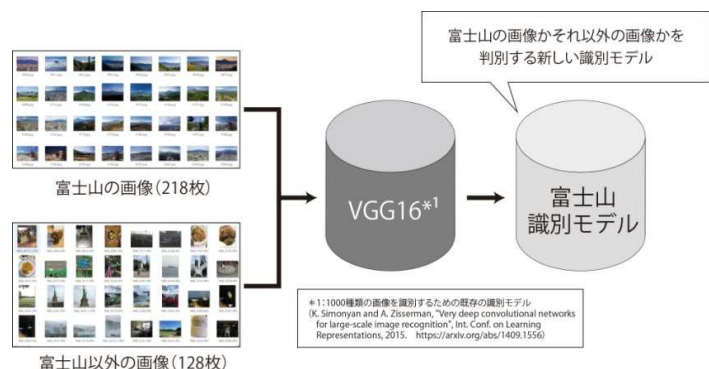 富士山の画像かそれ以外の画像かを
判別する新しい識別モデル
富士山の画像(218枚)
VGG16*1
富士山
識別モデル
*1:1000種類の画像を識別するための既存の識別モデル
(K. Simonyan and A. Zisserman, "Very deep convolutional networks
for large-scale image recognition", Int. Conf. on Learning
Representations, 2015. https://arxiv.org/abs/1409.1556)
富士山以外の画像(128枚)